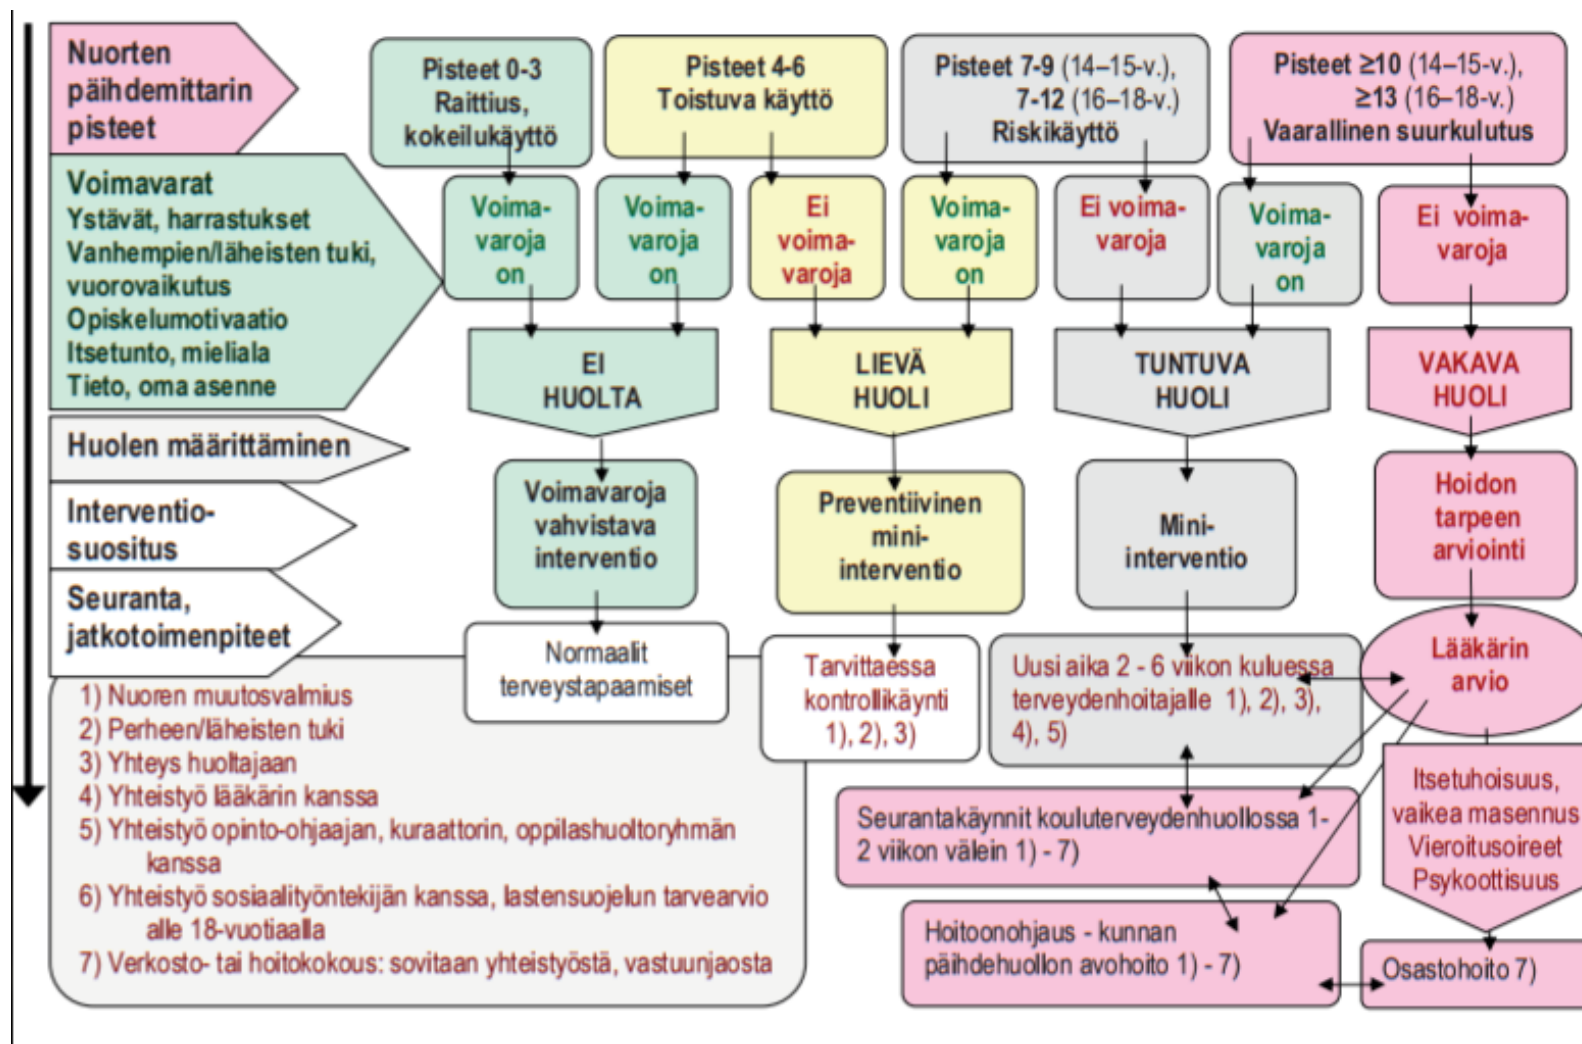 Nuorten
päihdemittarin
pisteet
Pisteet 0-3
Raittius,
kokeilukäyttö
Pisteet 4-6
Toistuva käyttö
Pisteet 7-9 (14–15-v.),
7-12 (16–18-v.)
Riskikäyttö
Pisteet ≥10 (14–15-v.),
≥13 (16–18-v.)
Vaarallinen suurkulutus
Voimavarat
Ystävät, harrastukset
Vanhempien/läheisten tuki,
vuorovaikutus
Opiskelumotivaatio
Itsetunto, mieliala
Tieto, oma asenne
Voima-
varoja
on
Voima-
varoja
on
Ei
voima-
varoja
Voima-
varoja
on
Ei voima-
varoja
Voima-
varoja
on
Ei voima-
varoja
EI
HUOLTA
LIEVÄ
HUOLI
TUNTUVA
HUOLI
VAKAVA
HUOLI
Huolen määrittäminen
Interventio-
suositus
Voimavaroja
vahvistava
interventio
Preventiivinen
mini-
interventio
Mini-
interventio
Hoidon
tarpeen
arviointi
Seuranta,
jatkotoimenpiteet
Normaalit
terveystapaamiset
Tarvittaessa
kontrollikäynti
1), 2), 3)
Uusi aika 2 - 6 viikon kuluessa
terveydenhoitajalle 1), 2), 3),
4), 5)
Lääkärin
arvio
1) Nuoren muutosvalmius
2) Perheen/läheisten tuki
3) Yhteys huoltajaan
4) Yhteistyö lääkärin kanssa
5) Yhteistyö opinto-ohjaajan, kuraattorin, oppilashuoltoryhmän
kanssa
6) Yhteistyö sosiaalityöntekijän kanssa, lastensuojelun tarvearvio
alle 18-vuotiaalla
7) Verkosto- tai hoitokokous: sovitaan yhteistyöstä, vastuunjaosta
Seurantakäynnit kouluterveydenhuollossa 1-
2 viikon välein 1) - 7)
Itsetuhoisuus,
vaikea masennus
Vieroitusoireet
Psykoottisuus
Hoitoonohjaus - kunnan
päihdehuollon avohoito 1) - 7)
Osastohoito 7)